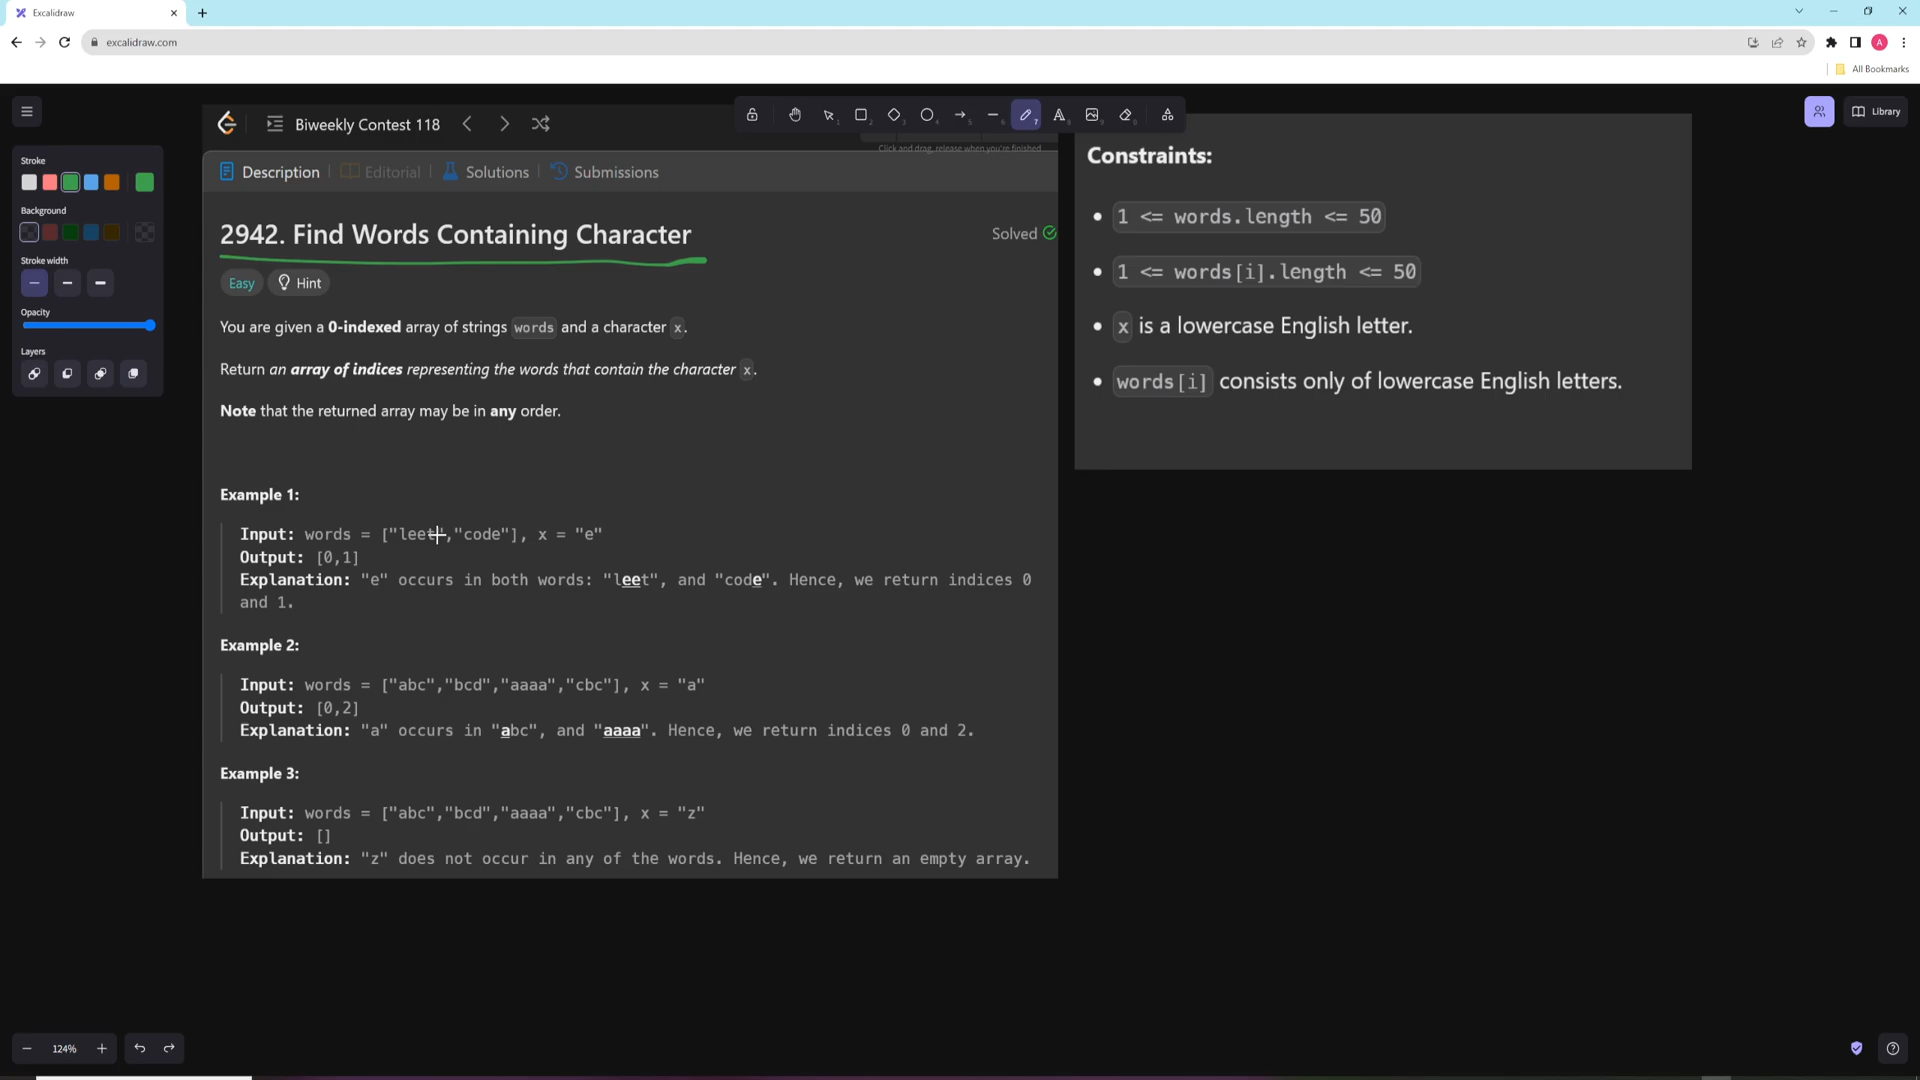 Excalidraw
excalidraw.com
All Bookmarks
Biweekly Contest 118
Library
Click and drag, release when you're finished
Stroke
Background
Stroke width
Opacity
Layers
Description
Editorial
Solutions
Submissions
2942. Find Words Containing Character
Solved
Easy
Hint
You are given a 0-indexed array of strings words and a character x.
Return an array of indices representing the words that contain the character x.
Note that the returned array may be in any order.
Example 1:
Input: words = ["leet","code"], x = "e"
Output: [0,1]
Explanation: "e" occurs in both words: "leet", and "code". Hence, we return indices 0
and 1.
Example 2:
Input: words = ["abc","bcd","aaaa","cbc"], x = "a"
Output: [0,2]
Explanation: "a" occurs in "abc", and "aaaa". Hence, we return indices 0 and 2.
Example 3:
Input: words = ["abc","bcd","aaaa","cbc"], x = "z"
Output: []
Explanation: "z" does not occur in any of the words. Hence, we return an empty array.
Constraints:
1 <= words.length <= 50
1 <= words[i].length <= 50
x is a lowercase English letter.
words[i] consists only of lowercase English letters.
124%